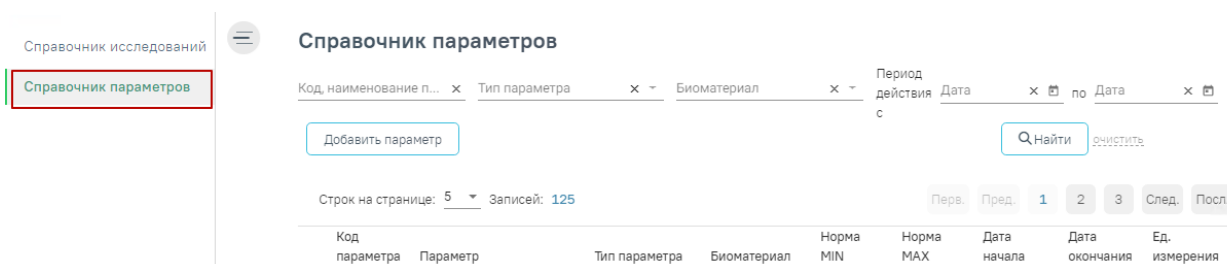 Справочник исследований
Справочник параметров
Справочник параметров
Код, наименование п... Тип параметра Биоматериал Период действия с Дата по Дата
Добавить параметр Найти очистить
Строк на странице: 5 Записей: 125 Перв. Пред. 1 2 3 След. Посл
Код параметра Параметр Тип параметра Биоматериал Норма MIN Норма MAX Дата начала Дата окончания Ед. измерения